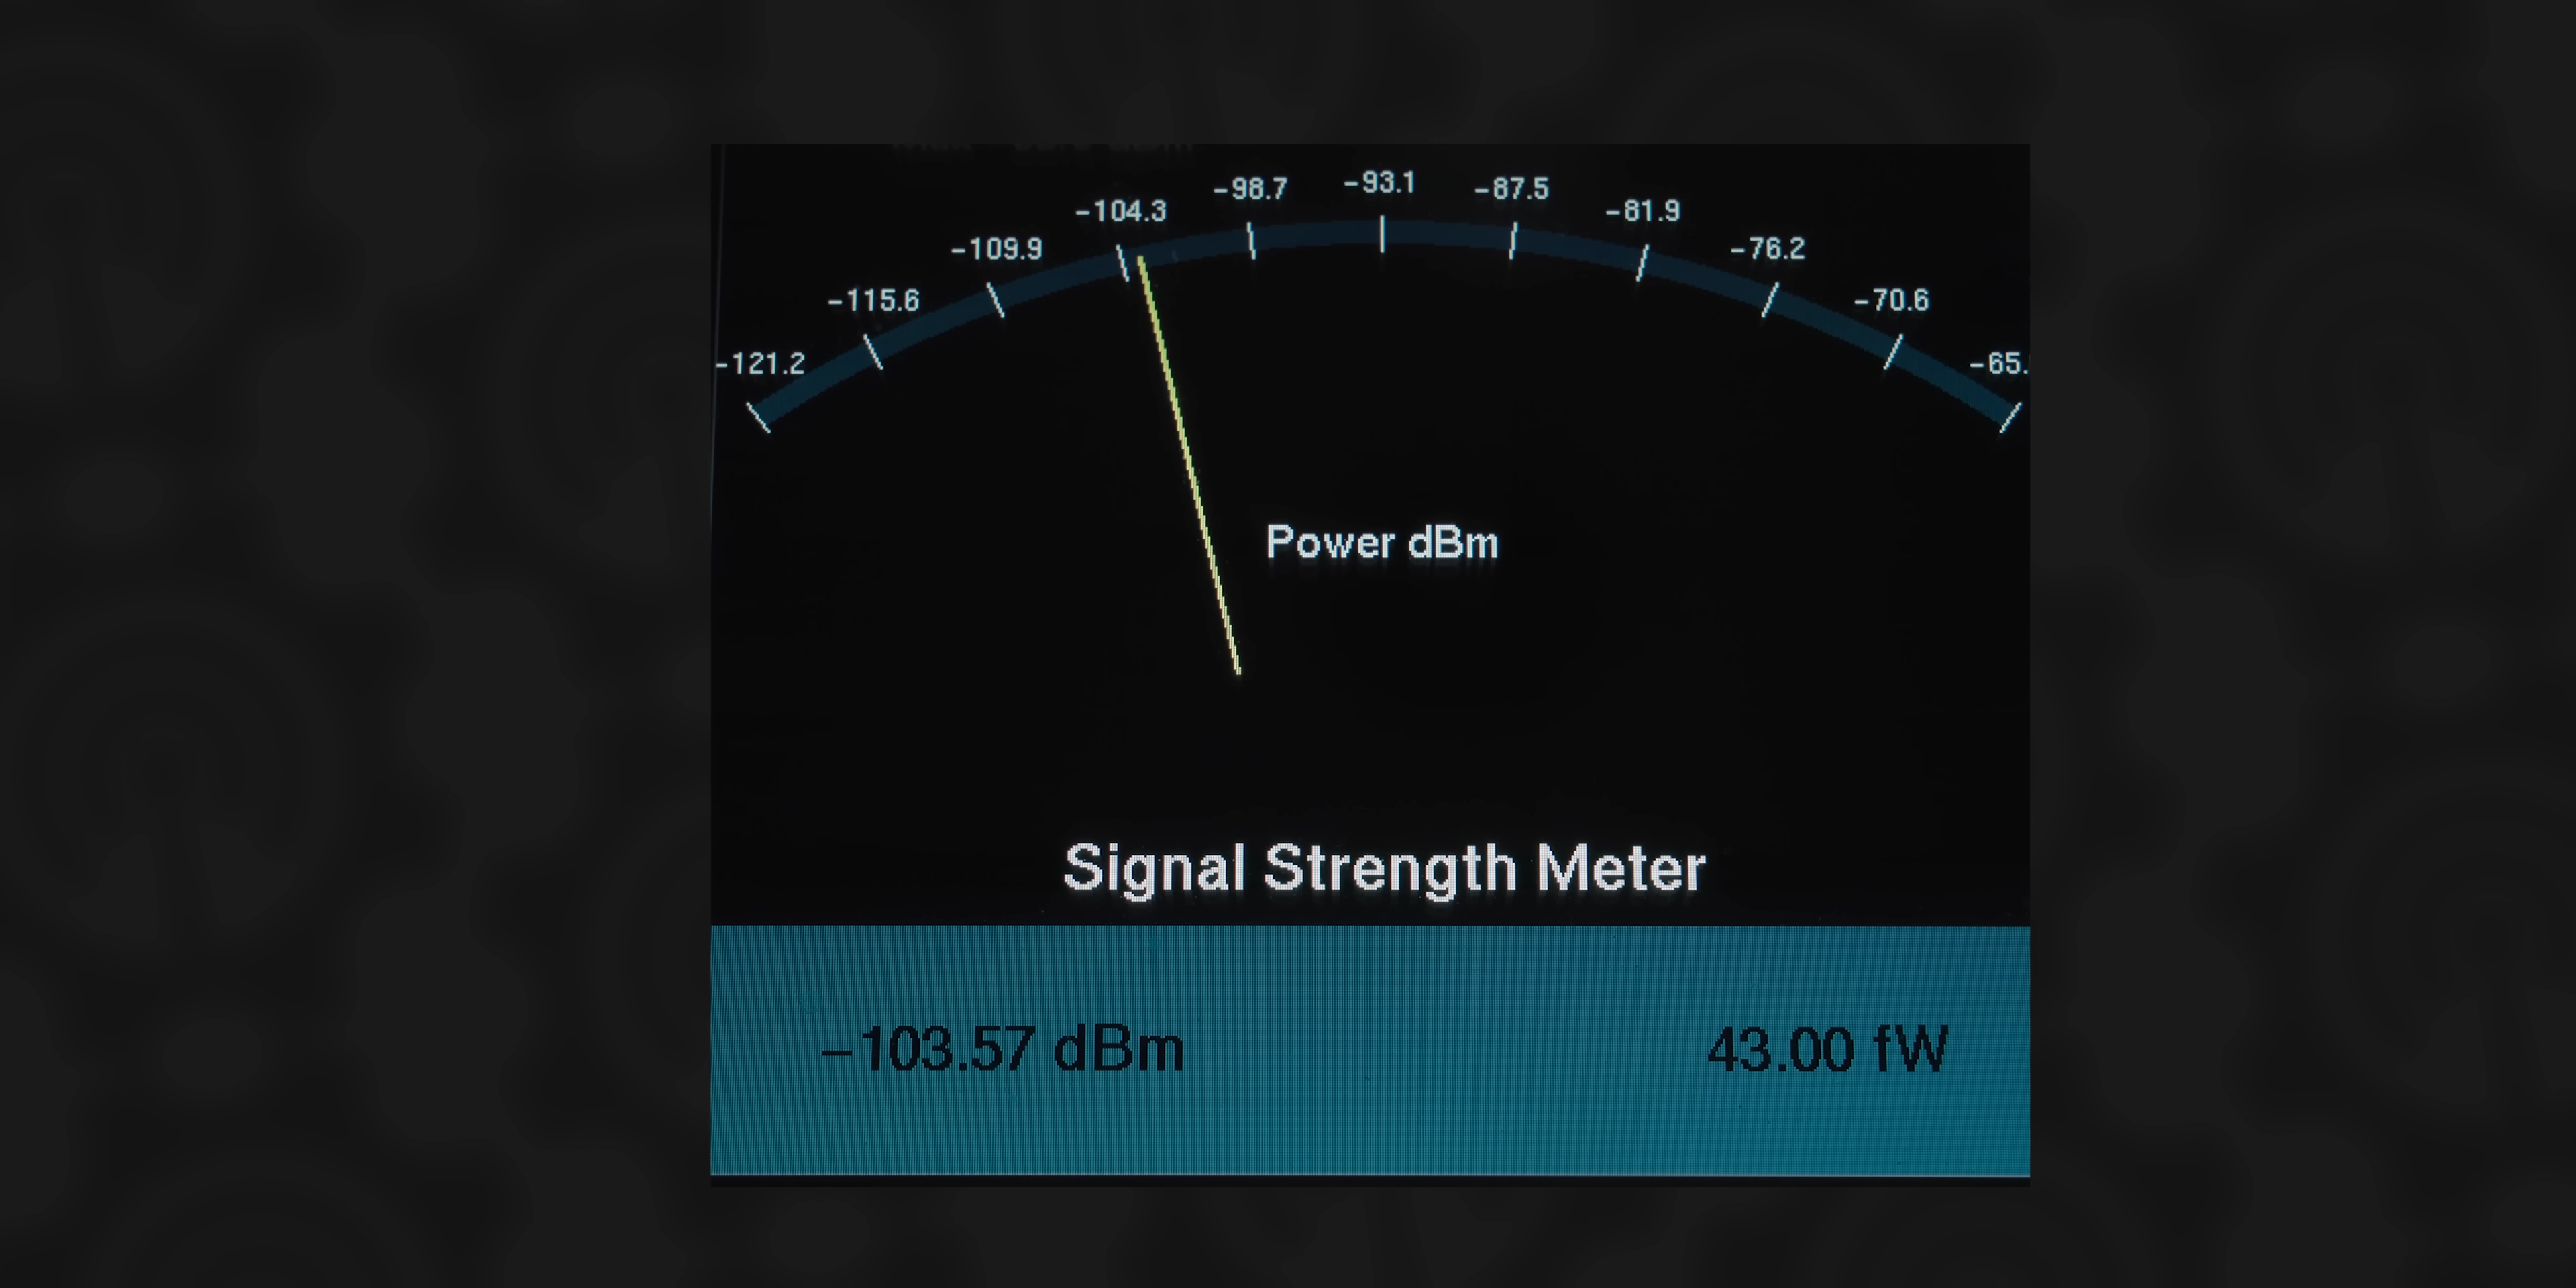 -104.3 -98.7 -93.1 -87.5 -81.9
-109.9 -76.2
-115.6 -70.6
-121.2 -65.
Power dBm
Signal Strength Meter
-103.57 dBm 43.00 fW